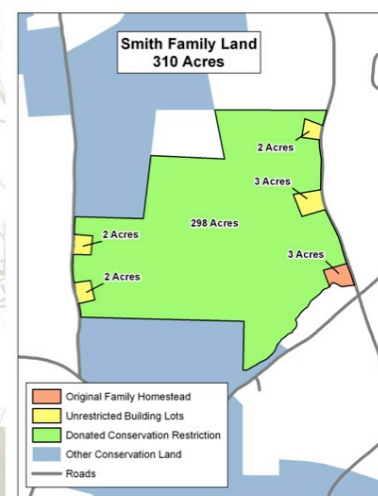 Smith Family Land
310 Acres
2 Acres
3 Acres
298 Acres
2 Acres
3 Acres
2 Acres
Original Family Homestead
Unrestricted Building Lots
Donated Conservation Restriction
Other Conservation Land
Roads